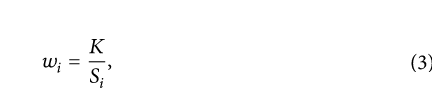 w_i = K/S_i, (3)